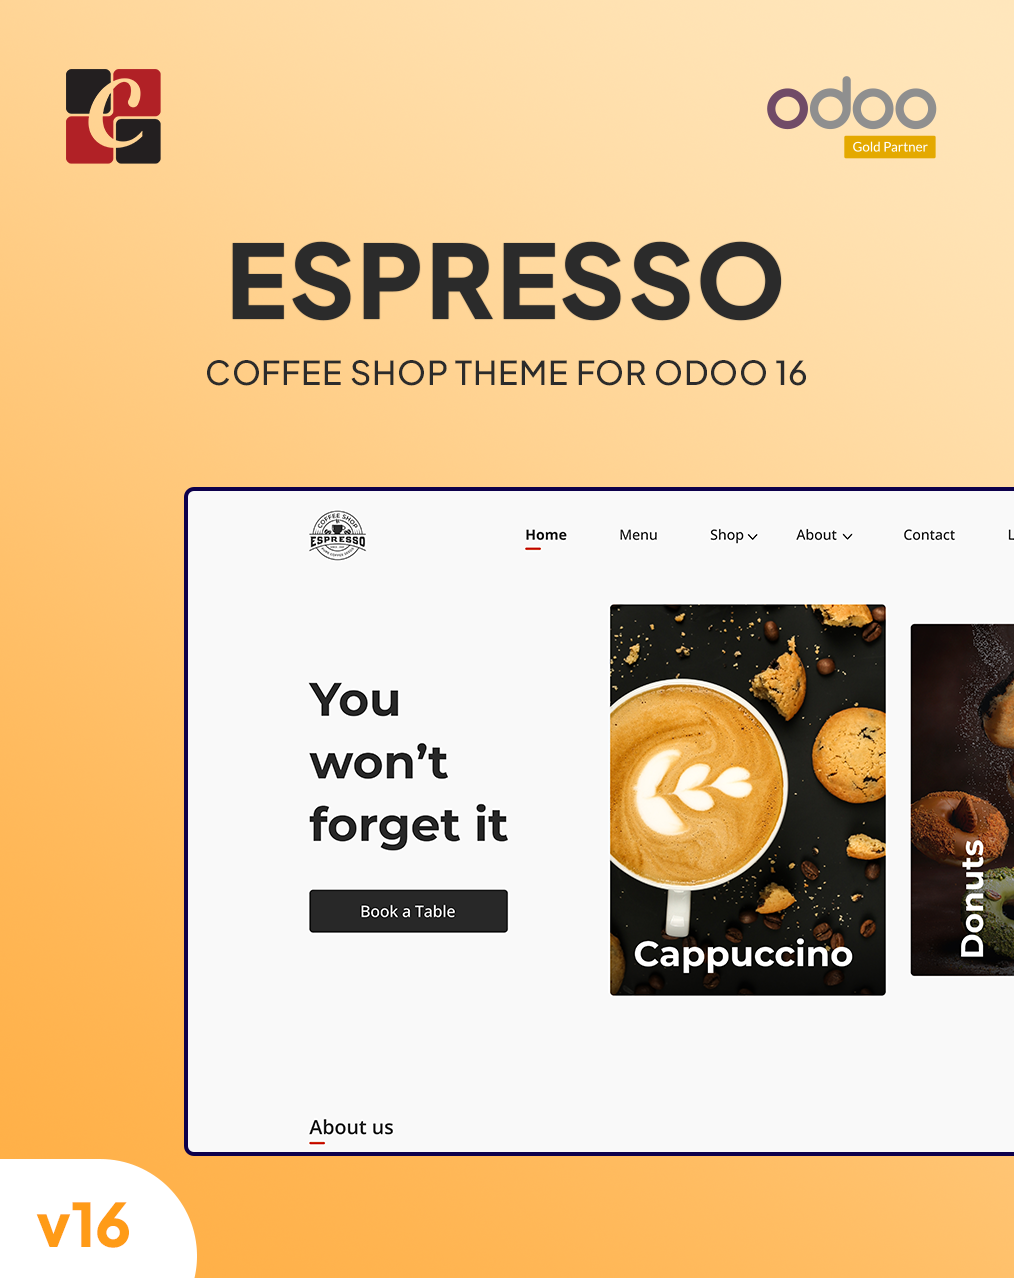 C
odoo
Gold Partner
ESPRESSO
COFFEE SHOP THEME FOR ODOO 16
COFFEE SHOP
ESPRESSO
Home
Menu
Shop
About
Contact
L
You
won’t
forget it
Book a Table
Cappuccino
Donuts
About us
v16